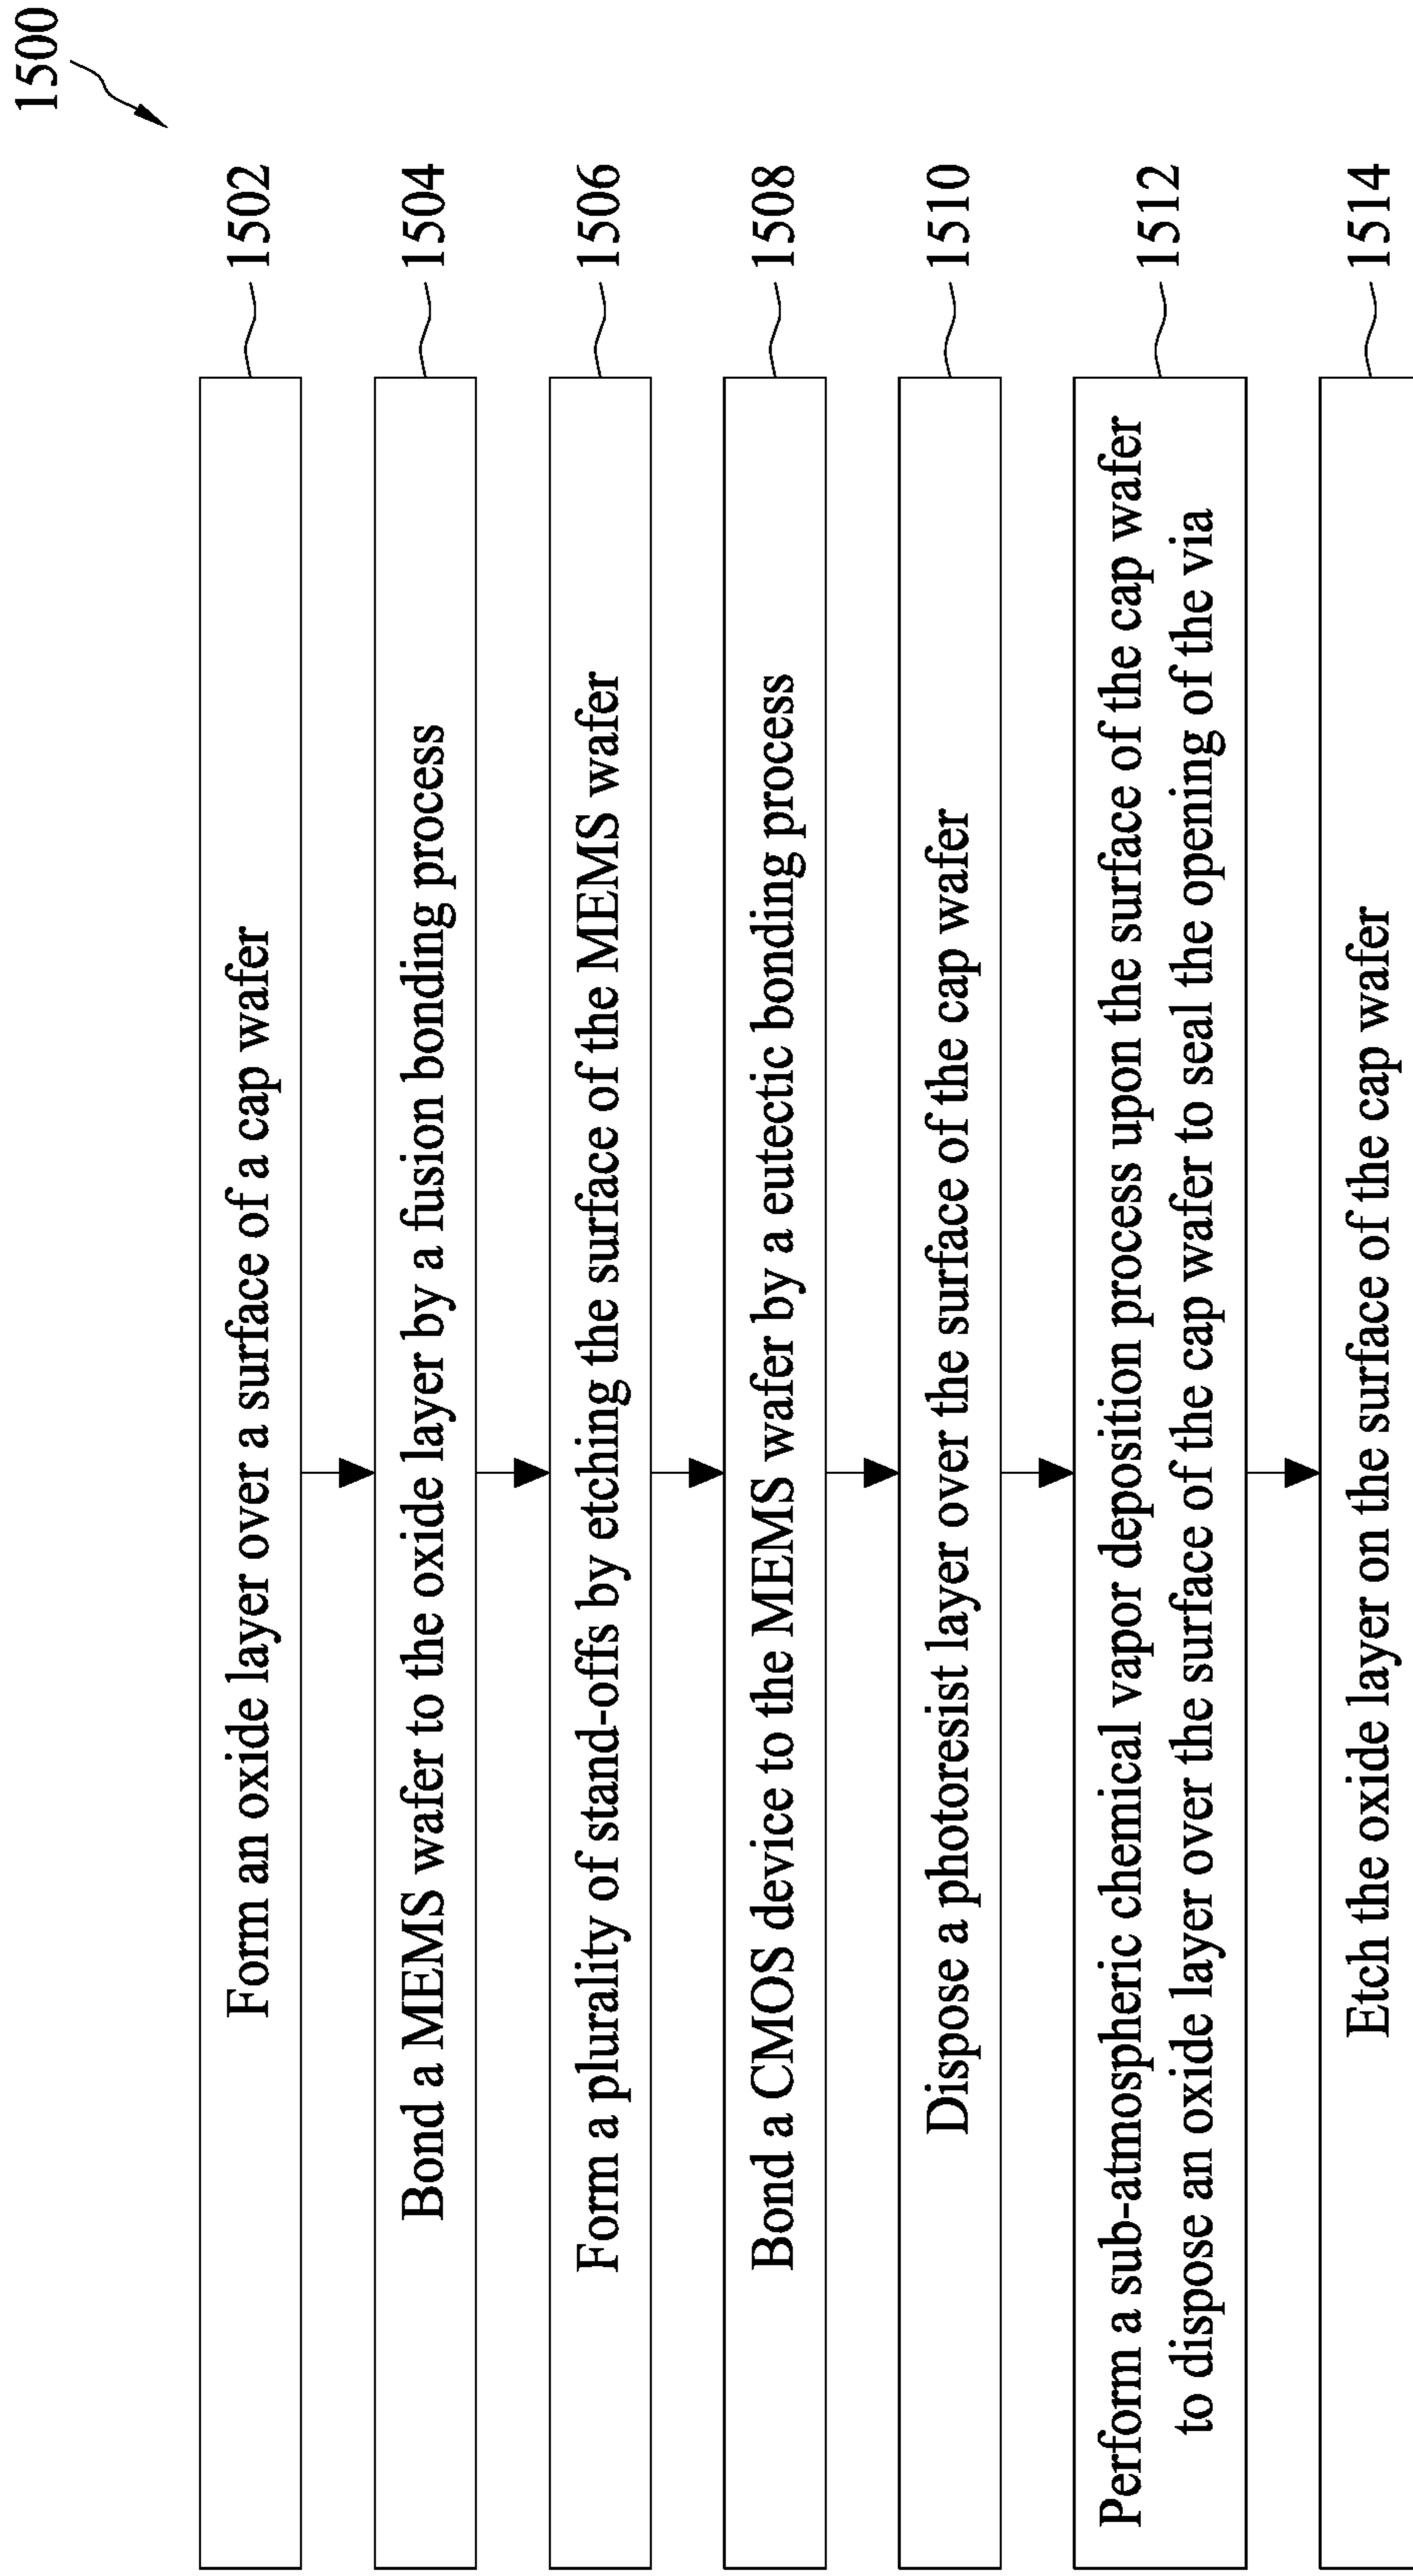 1500
Form an oxide layer over a surface of a cap wafer
1502
Bond a MEMS wafer to the oxide layer by a fusion bonding process
1504
Form a plurality of stand-offs by etching the surface of the MEMS wafer
1506
Bond a CMOS device to the MEMS wafer by a eutectic bonding process
1508
Dispose a photoresist layer over the surface of the cap wafer
1510
Perform a sub-atmospheric chemical vapor deposition process upon the surface of the cap wafer
to dispose an oxide layer over the surface of the cap wafer to seal the opening of the via
1512
Etch the oxide layer on the surface of the cap wafer
1514